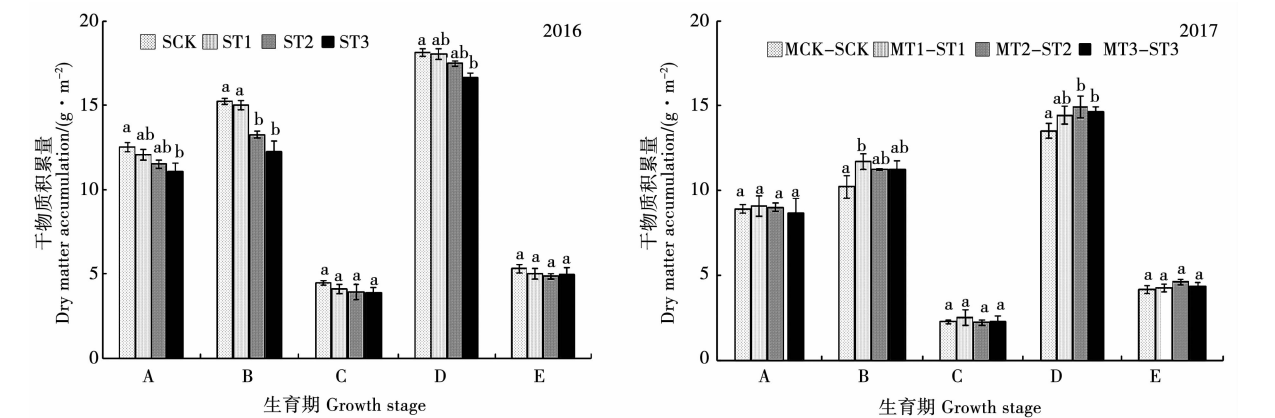 2016
SCK ST1 ST2 ST3
干物质积累量
Dry matter accumulation/(g·m⁻²)
20
15
10
5
0
a ab ab b
a a b b
a a a a
a ab ab b
a a a a
A B C D E
生育期 Growth stage
2017
MCK-SCK MT1-ST1 MT2-ST2 MT3-ST3
干物质积累量
Dry matter accumulation/(g·m⁻²)
20
15
10
5
0
a a a a
a b ab ab
a a a a
a ab b b
a a a a
A B C D E
生育期 Growth stage